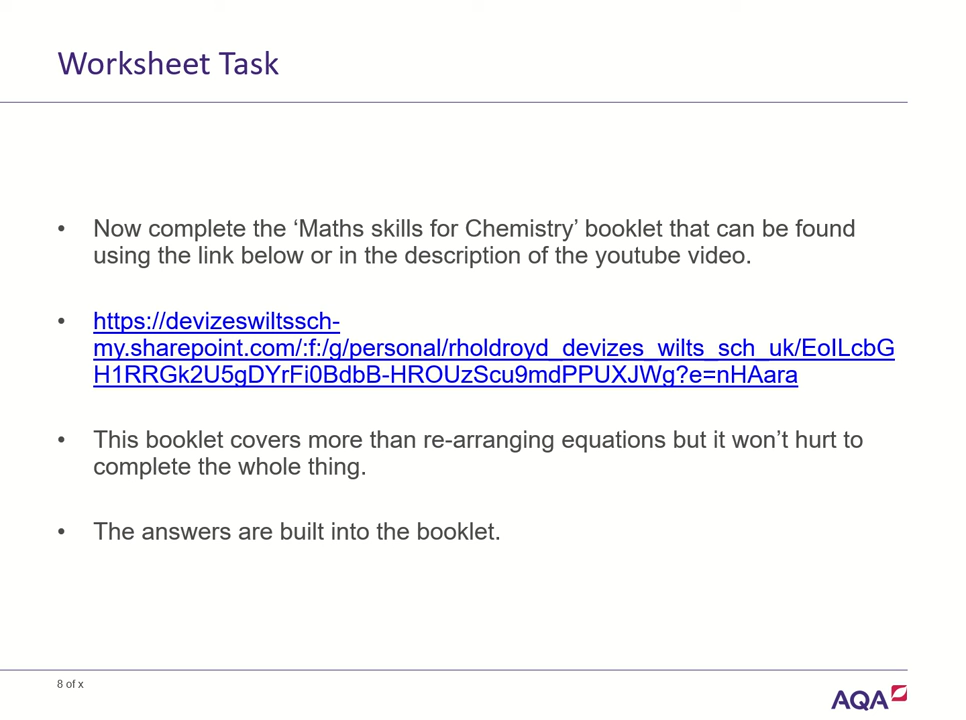 Worksheet Task
• Now complete the ‘Maths skills for Chemistry’ booklet that can be found
using the link below or in the description of the youtube video.
• https://devizeswiltssch-
my.sharepoint.com/:f:/g/personal/rholdroyd_devizes_wilts_sch_uk/EoILcbG
H1RRGk2U5gDYrFi0BdbB-HROUzScu9mdPPUXJWg?e=nHAara
• This booklet covers more than re-arranging equations but it won’t hurt to
complete the whole thing.
• The answers are built into the booklet.
8 of x
AQA